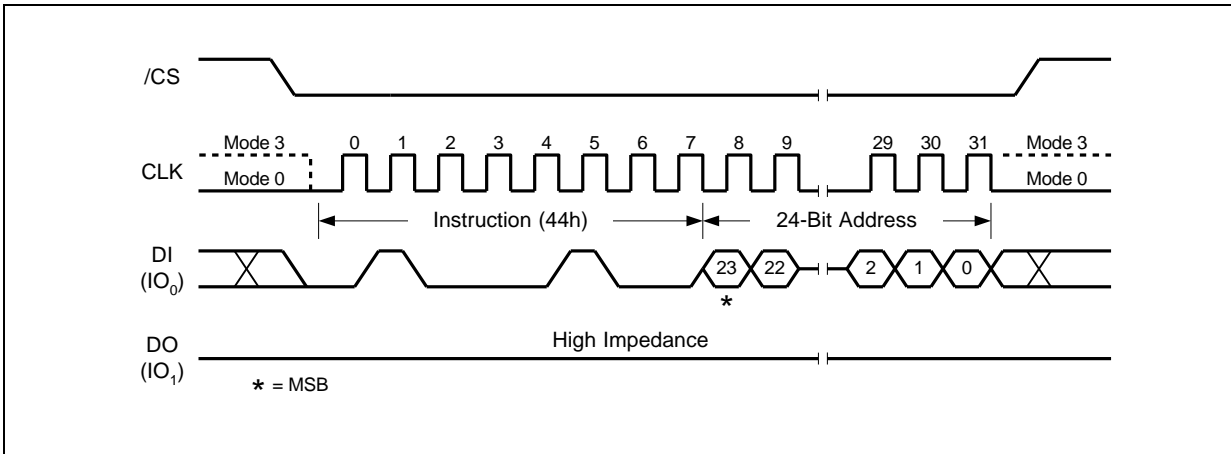 /CS
Mode 3 0 1 2 3 4 5 6 7 8 9 29 30 31 Mode 3
CLK
Mode 0 Mode 0
Instruction (44h) 24-Bit Address
DI
(IO₀)
23 22 2 1 0
*
High Impedance
DO
(IO₁)
* = MSB